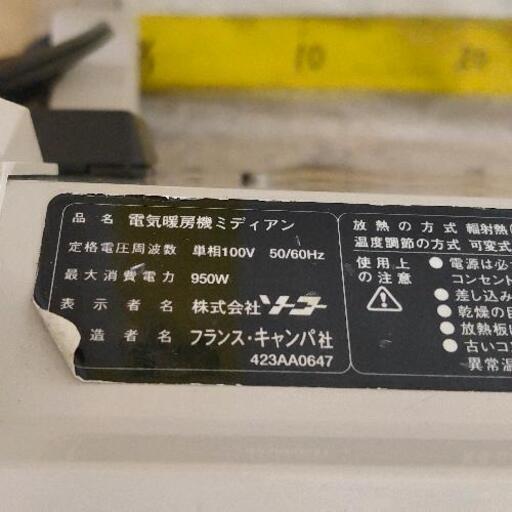 10
20
品名 電気暖房機ミディアン
定格電圧周波数 単相100V 50/60Hz
最大消費電力 950W
表示者名 株式会社ソーゴー
造者名 フランス・キャンパ社
423AA0647
放熱の方式 輻射熱(
温度調節の方式 可変式
使用上の注意
● 電源は必
コンセント
● 差し込み
● 乾燥の目
● 放熱板に
● 古いコン
異常温